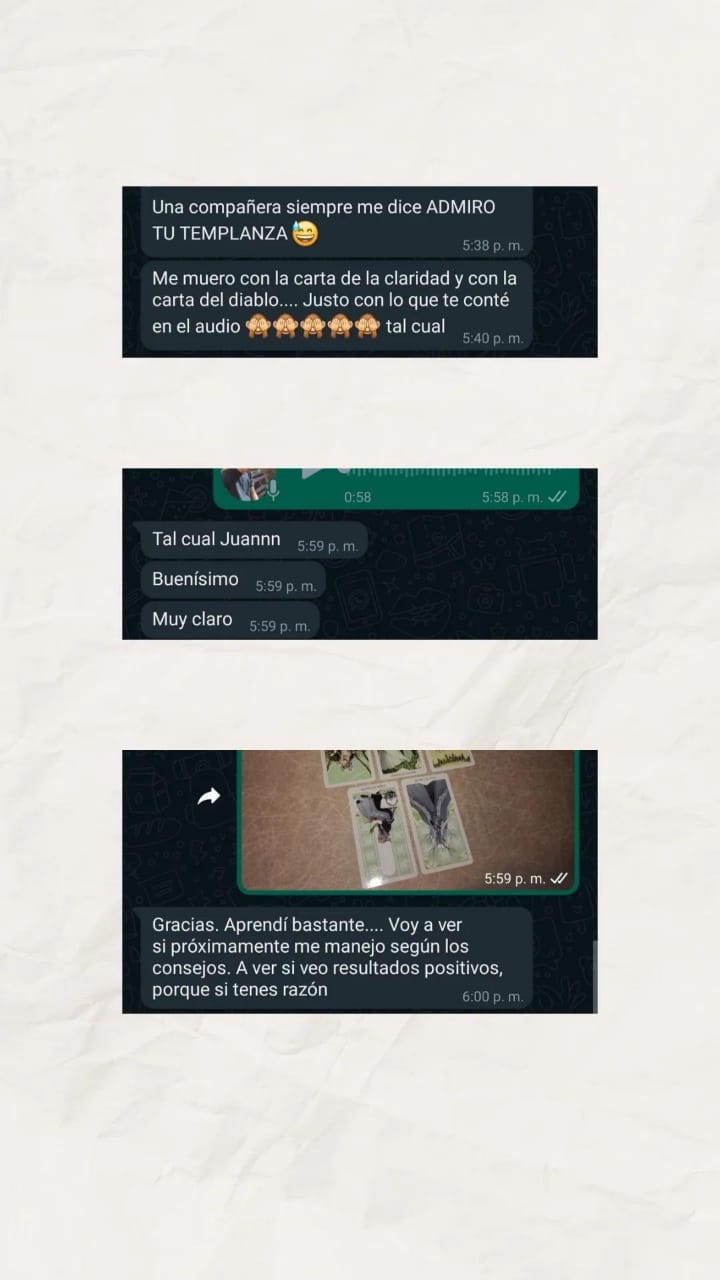 Una compañera siempre me dice ADMIRO
TU TEMPLANZA 😅
5:38 p. m.
Me muero con la carta de la claridad y con la
carta del diablo.... Justo con lo que te conté
en el audio 🙈🙈🙈🙈🙈 tal cual
5:40 p. m.
0:58
5:58 p. m.
Tal cual Juannn
5:59 p. m.
Buenísimo
5:59 p. m.
Muy claro
5:59 p. m.
5:59 p. m.
Gracias. Aprendí bastante.... Voy a ver
si próximamente me manejo según los
consejos. A ver si veo resultados positivos,
porque si tenes razón
6:00 p. m.